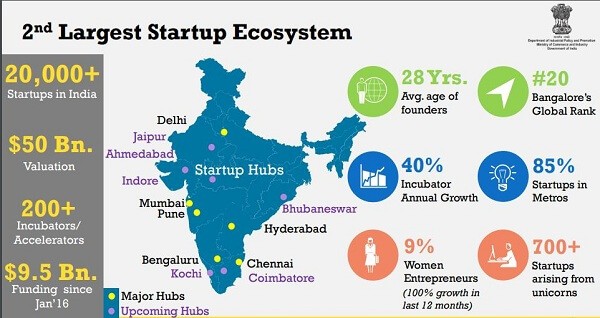 2nd Largest Startup Ecosystem
Department of Industrial Policy and Promotion
Ministry of Commerce and Industry
Government of India
20,000+
Startups in India
$50 Bn.
Valuation
200+
Incubators/
Accelerators
$9.5 Bn.
Funding since
Jan'16
Delhi
Jaipur
Ahmedabad
Startup Hubs
Indore
Mumbai
Pune
Bhubaneswar
Hyderabad
Bengaluru
Chennai
Kochi
Coimbatore
Major Hubs
Upcoming Hubs
28 Yrs.
Avg. age of
founders
#20
Bangalore's
Global Rank
40%
Incubator
Annual Growth
85%
Startups in
Metros
9%
Women
Entrepreneurs
(100% growth in
last 12 months)
700+
Startups
arising from
unicorns